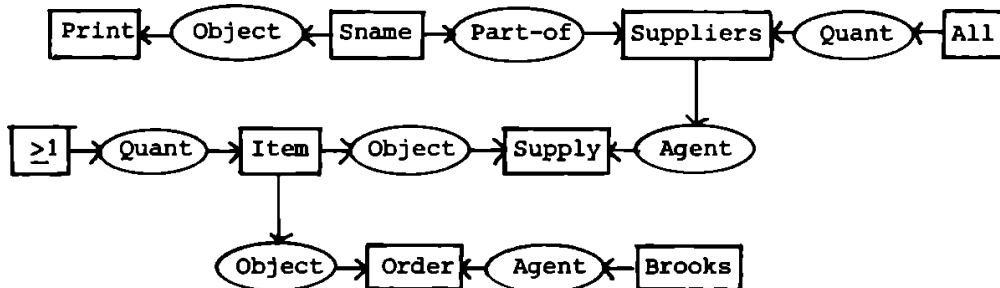 Print Object Sname Part-of Suppliers Quant All
≥1 Quant Item Object Supply Agent
Object Order Agent Brooks